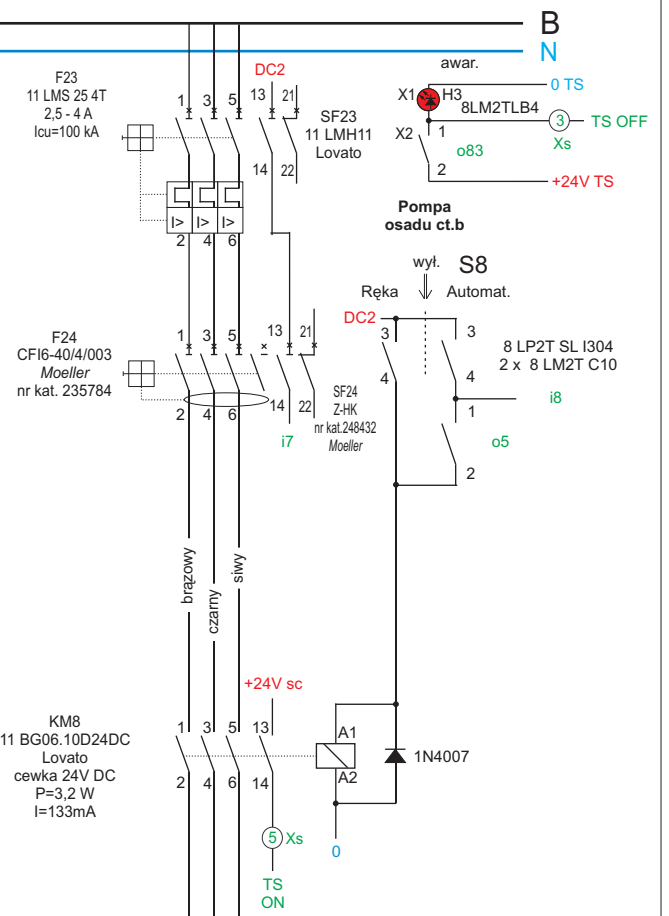 B
N
F23
11 LMS 25 4T
2,5 - 4 A
Icu=100 kA
1 3 5
DC2
13 21
SF23
11 LMH11
Lovato
14 22
I> I> I>
2 4 6
awar.
X1 H3
0 TS
8LM2TLB4
3
TS OFF
Xs
X2 1
o83
2
+24V TS
Pompa
osadu ct.b
wył. S8
Ręka Automat.
DC2
3 3
4 4
8 LP2T SL I304
2 x 8 LM2T C10
i8
1
o5
2
F24
CFI6-40/4/003
Moeller
nr kat. 235784
1 3 5 13 21
2 4 6 14 22
i7
SF24
Z-HK
nr kat.248432
Moeller
brązowy
czarny
siwy
+24V sc
KM8
11 BG06.10D24DC
Lovato
cewka 24V DC
P=3,2 W
I=133mA
1 3 5 13
2 4 6 14
A1
A2
1N4007
5 Xs
0
TS
ON